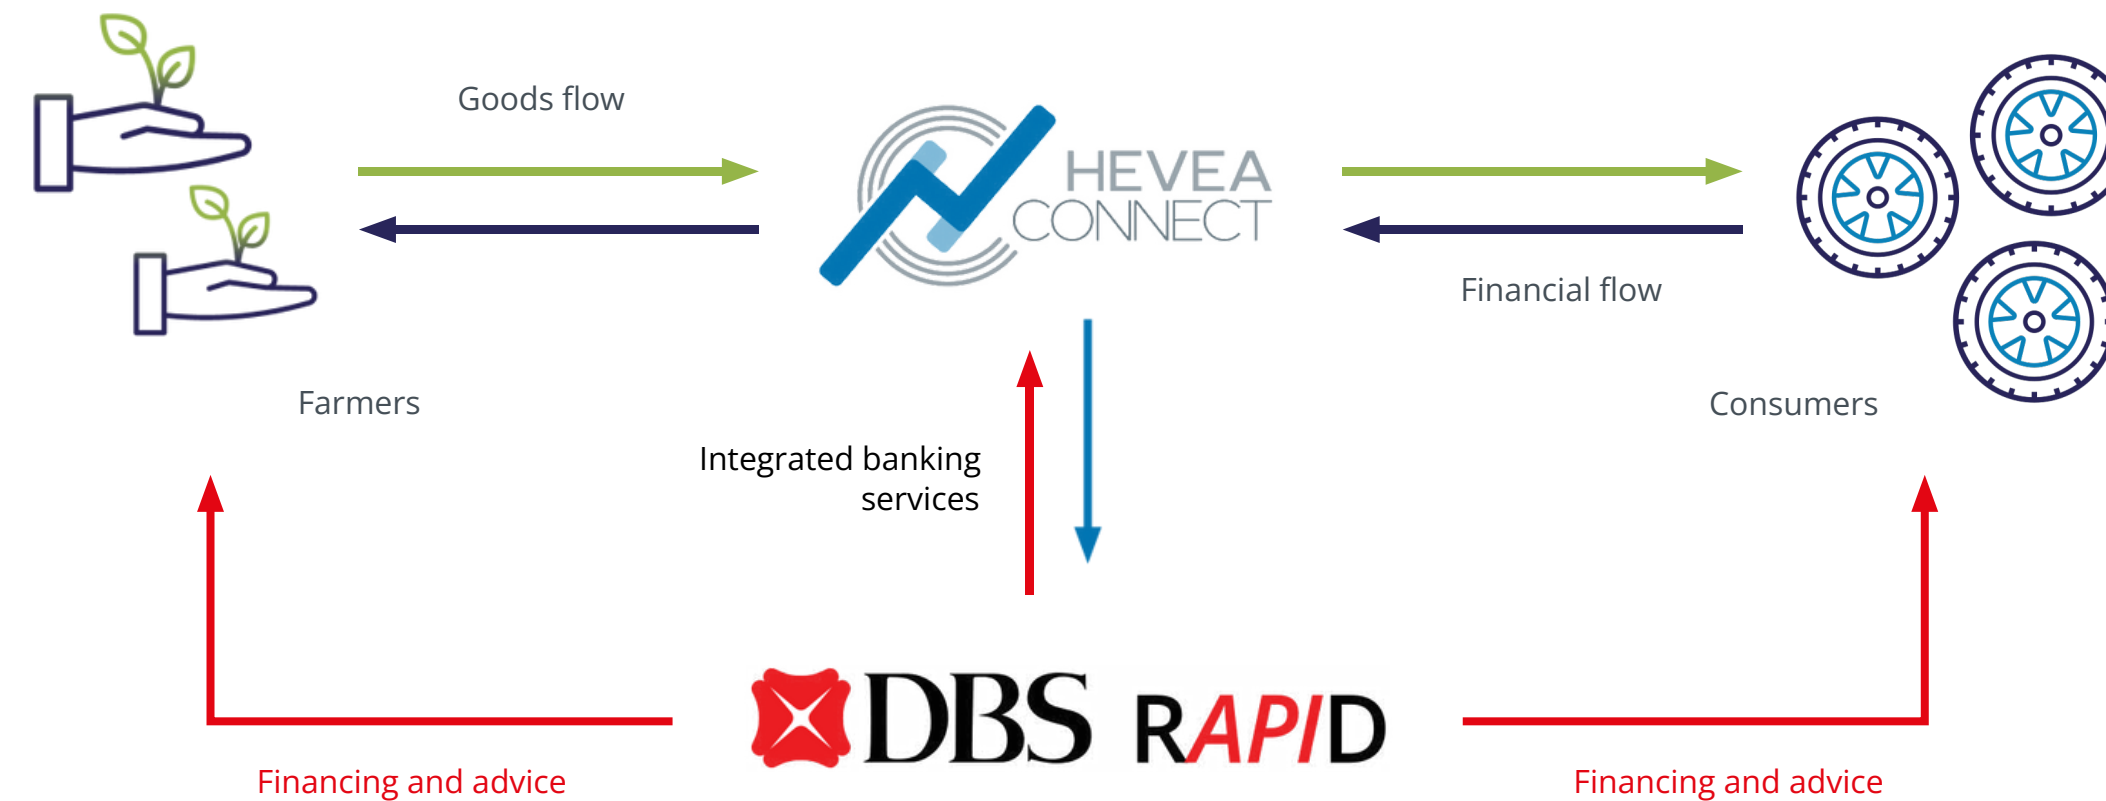 Goods flow
HEVEA
CONNECT
Financial flow
Farmers
Consumers
Integrated banking
services
DBS RAPID
Financing and advice
Financing and advice